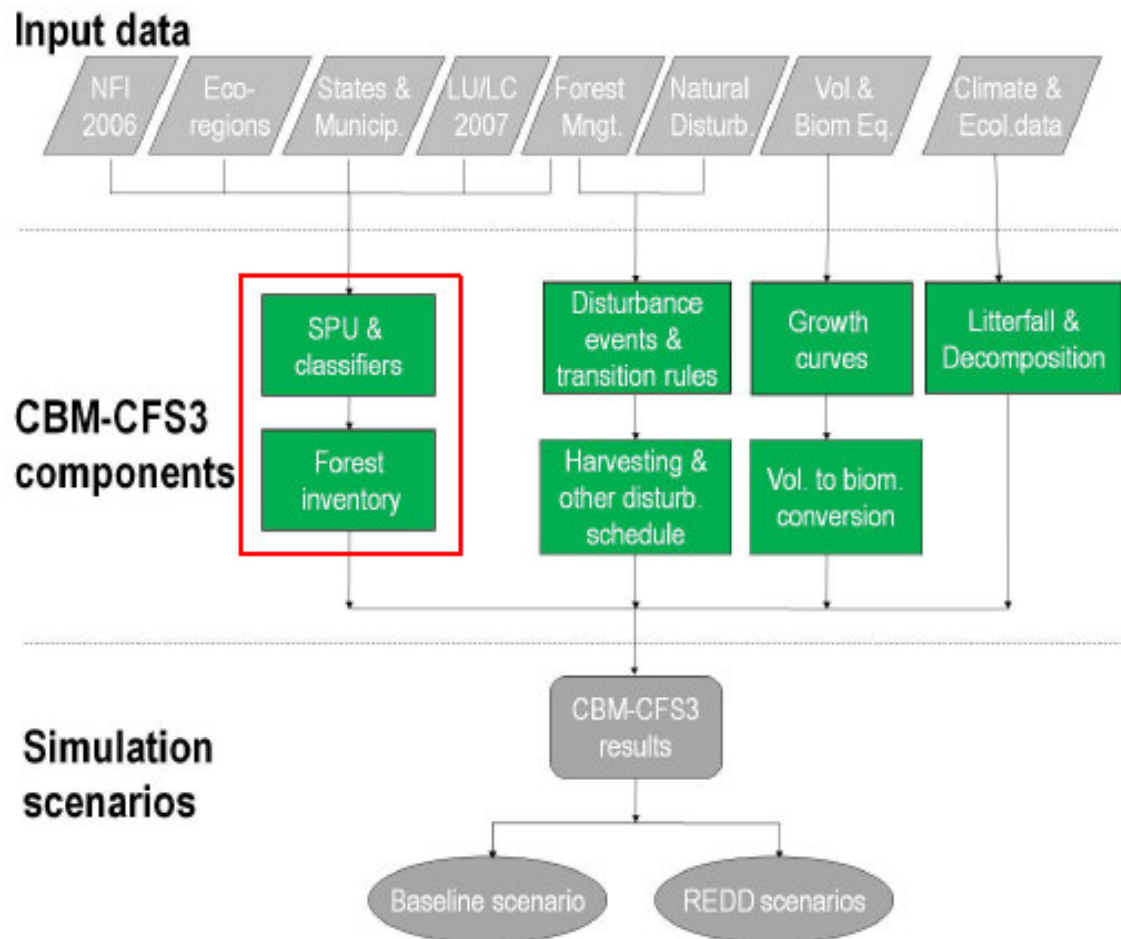 Input data
NFI
2006
Eco-
regions
States &
Municip.
LU/LC
2007
Forest
Mngt.
Natural
Disturb.
Vol.&
Biom Eq.
Climate &
Ecol.data
CBM-CFS3
components
SPU &
classifiers
Forest
inventory
Disturbance
events &
transition rules
Harvesting &
other disturb.
schedule
Growth
curves
Vol. to biom.
conversion
Litterfall &
Decomposition
Simulation
scenarios
CBM-CFS3
results
Baseline scenario
REDD scenarios